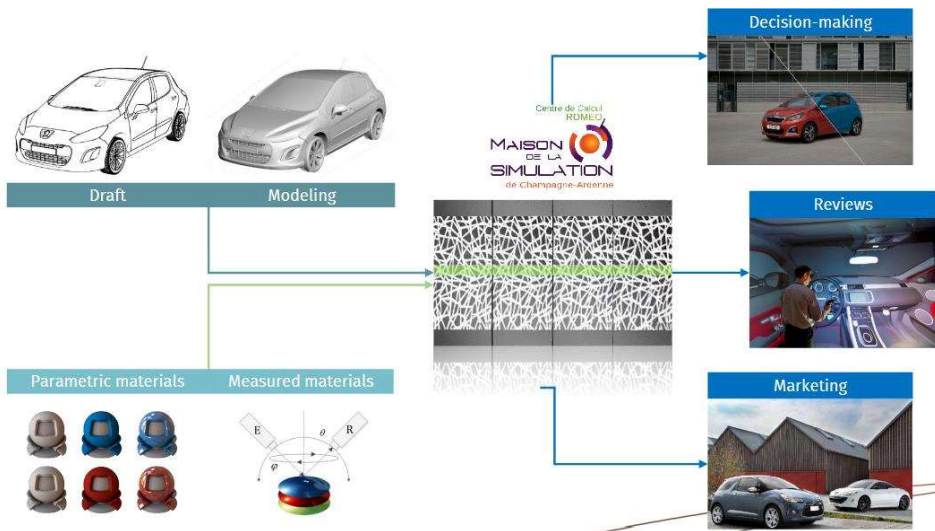 Decision-making
Centre de Calcul
ROMEO
MAISON
DE LA
SIMULATION
de Champagne-Ardenne
Draft
Modeling
Reviews
Parametric materials
Measured materials
E
R
θ
φ
Marketing